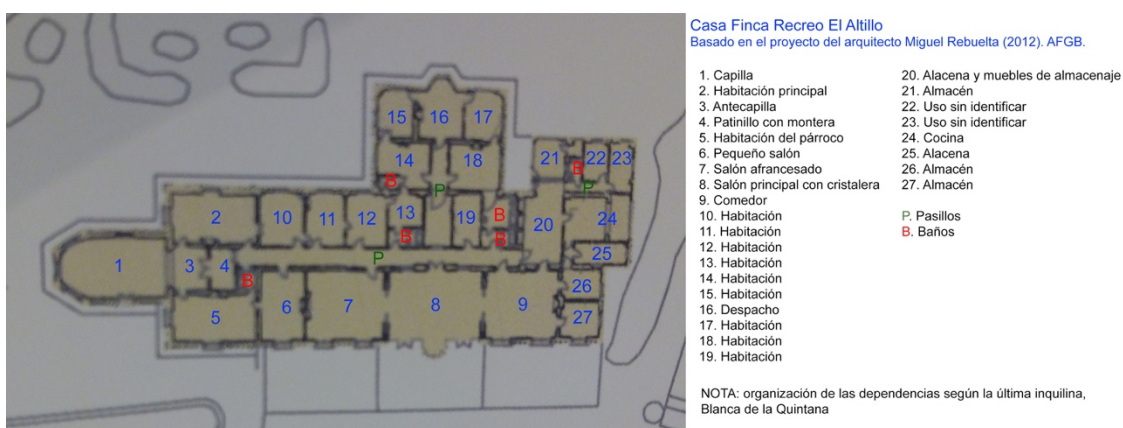 Casa Finca Recreo El Altillo
Basado en el proyecto del arquitecto Miguel Rebuelta (2012). AFGB.
1. Capilla
2. Habitación principal
3. Antecapilla
4. Patinillo con montera
5. Habitación del párroco
6. Pequeño salón
7. Salón afrancesado
8. Salón principal con cristalera
9. Comedor
10. Habitación
11. Habitación
12. Habitación
13. Habitación
14. Habitación
15. Habitación
16. Despacho
17. Habitación
18. Habitación
19. Habitación
20. Alacena y muebles de almacenaje
21. Almacén
22. Uso sin identificar
23. Uso sin identificar
24. Cocina
25. Alacena
26. Almacén
27. Almacén
P. Pasillos
B. Baños
NOTA: organización de las dependencias según la última inquilina,
Blanca de la Quintana
15 16 17
14 18 21 B 22 23
B P P
2 10 11 12 13 19 B 20 24
B B
1 3 4 P 25
B 26
5 6 7 8 9 27